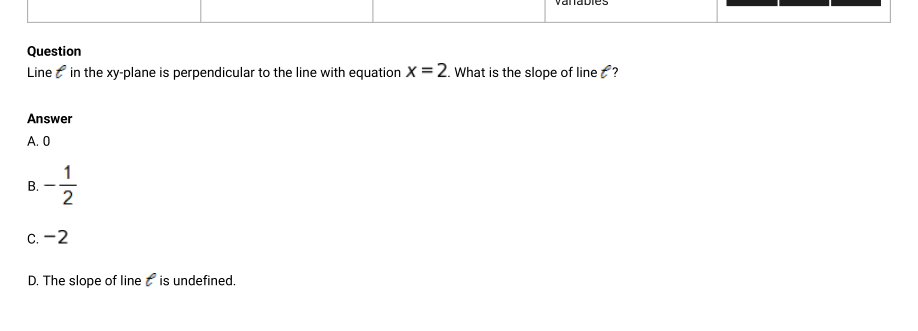 variables
Question
Line ℓ in the xy-plane is perpendicular to the line with equation x = 2. What is the slope of line ℓ?
Answer
A. 0
B. −1/2
C. −2
D. The slope of line ℓ is undefined.